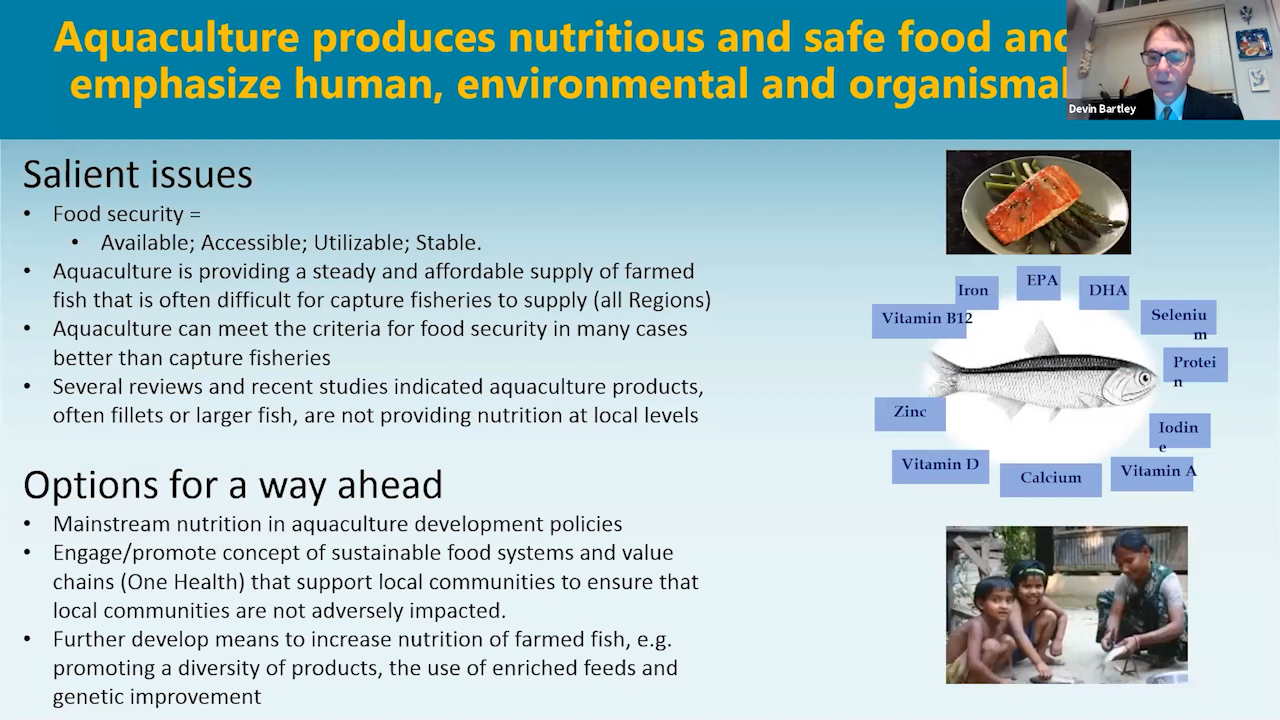 Aquaculture produces nutritious and safe food and
emphasize human, environmental and organismal
Devin Bartley
Salient issues
• Food security =
• Available; Accessible; Utilizable; Stable.
• Aquaculture is providing a steady and affordable supply of farmed
fish that is often difficult for capture fisheries to supply (all Regions)
• Aquaculture can meet the criteria for food security in many cases
better than capture fisheries
• Several reviews and recent studies indicated aquaculture products,
often fillets or larger fish, are not providing nutrition at local levels
Options for a way ahead
• Mainstream nutrition in aquaculture development policies
• Engage/promote concept of sustainable food systems and value
chains (One Health) that support local communities to ensure that
local communities are not adversely impacted.
• Further develop means to increase nutrition of farmed fish, e.g.
promoting a diversity of products, the use of enriched feeds and
genetic improvement
EPA
Iron
DHA
Vitamin B12
Seleniu
m
Protei
n
Zinc
Iodin
e
Vitamin D
Calcium
Vitamin A